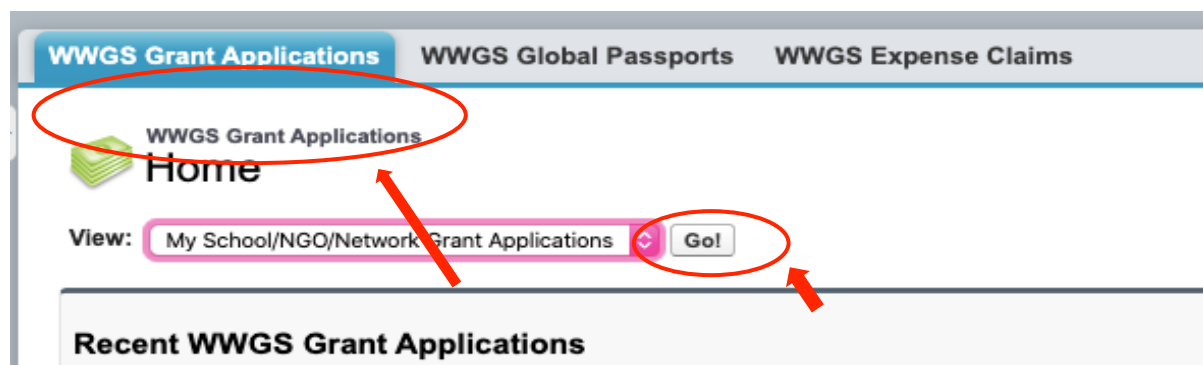 WWGS Grant Applications WWGS Global Passports WWGS Expense Claims
WWGS Grant Applications
Home
View: My School/NGO/Network Grant Applications Go!
Recent WWGS Grant Applications